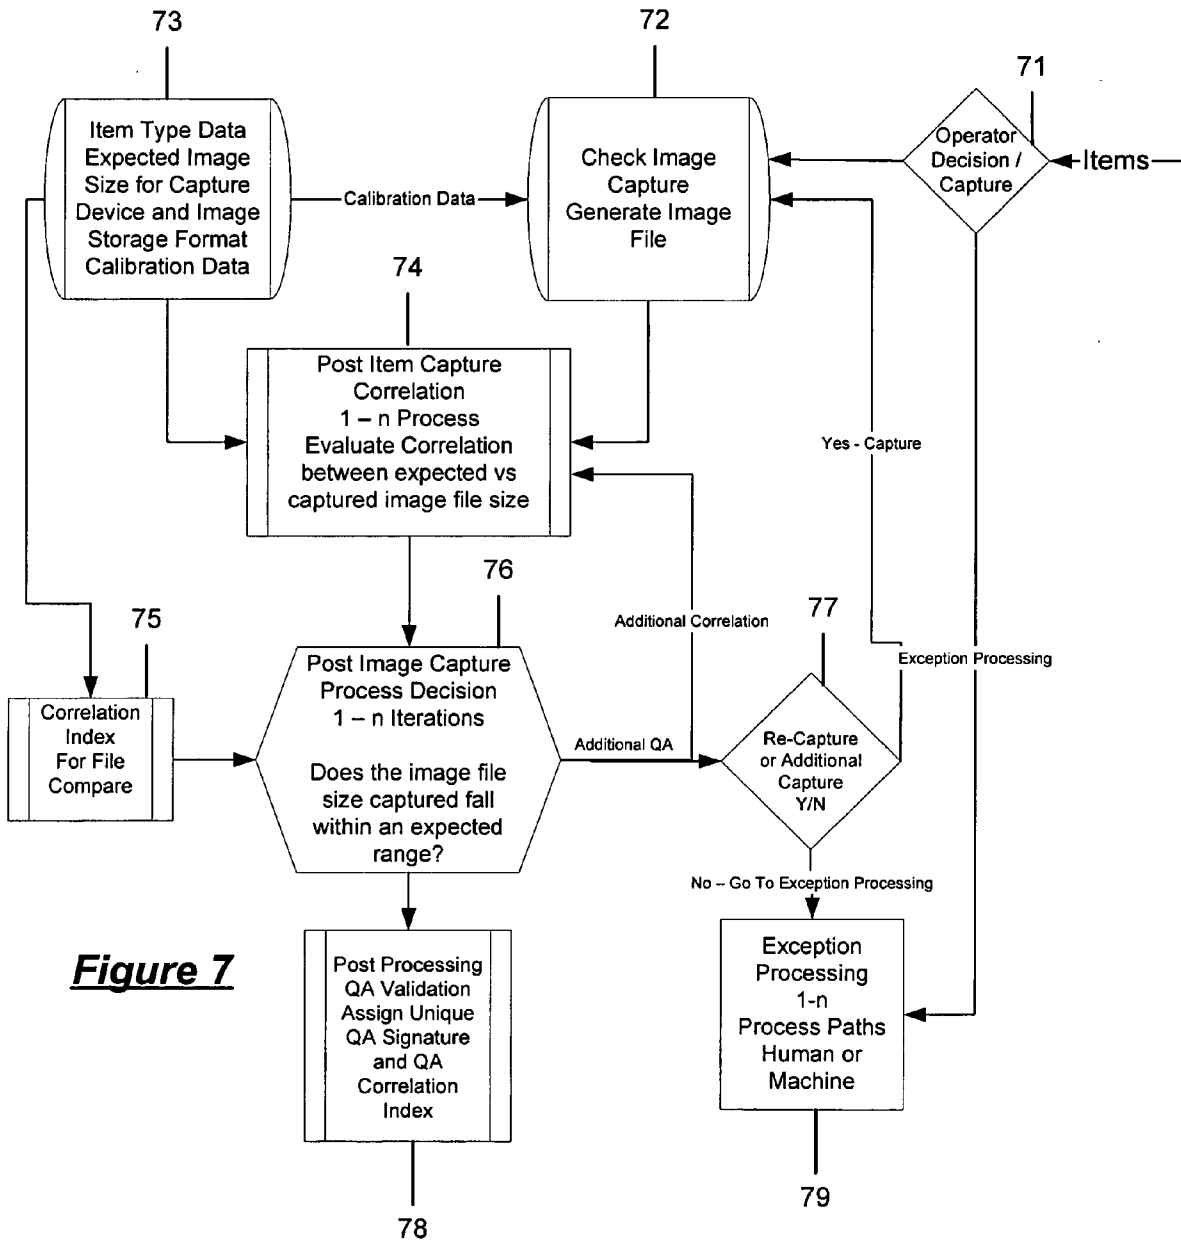 73
72
71
Item Type Data
Expected Image
Size for Capture
Device and Image
Storage Format
Calibration Data
Calibration Data
Check Image
Capture
Generate Image
File
Operator
Decision /
Capture
Items
74
Post Item Capture
Correlation
1 – n Process
Evaluate Correlation
between expected vs
captured image file size
Yes - Capture
76
75
77
Additional Correlation
Exception Processing
Correlation
Index
For File
Compare
Post Image Capture
Process Decision
1 – n Iterations
Does the image file
size captured fall
within an expected
range?
Additional QA
Re-Capture
or Additional
Capture
Y/N
No – Go To Exception Processing
Figure 7
Post Processing
QA Validation
Assign Unique
QA Signature
and QA
Correlation
Index
Exception
Processing
1-n
Process Paths
Human or
Machine
78
79